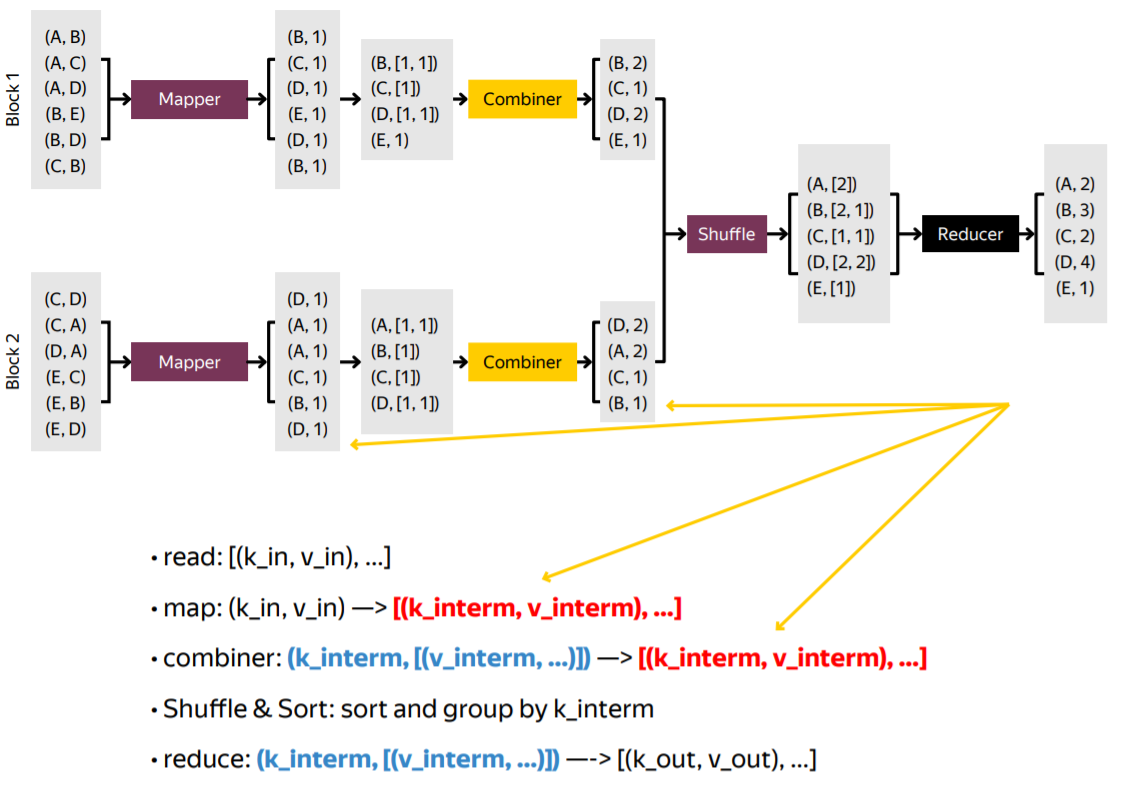 Block 1
(A, B)
(A, C)
(A, D)
(B, E)
(B, D)
(C, B)
Mapper
(B, 1)
(C, 1)
(D, 1)
(E, 1)
(D, 1)
(B, 1)
(B, [1, 1])
(C, [1])
(D, [1, 1])
(E, 1)
Combiner
(B, 2)
(C, 1)
(D, 2)
(E, 1)
Block 2
(C, D)
(C, A)
(D, A)
(E, C)
(E, B)
(E, D)
Mapper
(D, 1)
(A, 1)
(A, 1)
(C, 1)
(B, 1)
(D, 1)
(A, [1, 1])
(B, [1])
(C, [1])
(D, [1, 1])
Combiner
(D, 2)
(A, 2)
(C, 1)
(B, 1)
Shuffle
(A, [2])
(B, [2, 1])
(C, [1, 1])
(D, [2, 2])
(E, [1])
Reducer
(A, 2)
(B, 3)
(C, 2)
(D, 4)
(E, 1)
• read: [(k_in, v_in), ...]
• map: (k_in, v_in) —> [(k_interm, v_interm), ...]
• combiner: (k_interm, [(v_interm, ...)]) —> [(k_interm, v_interm), ...]
• Shuffle & Sort: sort and group by k_interm
• reduce: (k_interm, [(v_interm, ...)]) —-> [(k_out, v_out), ...]